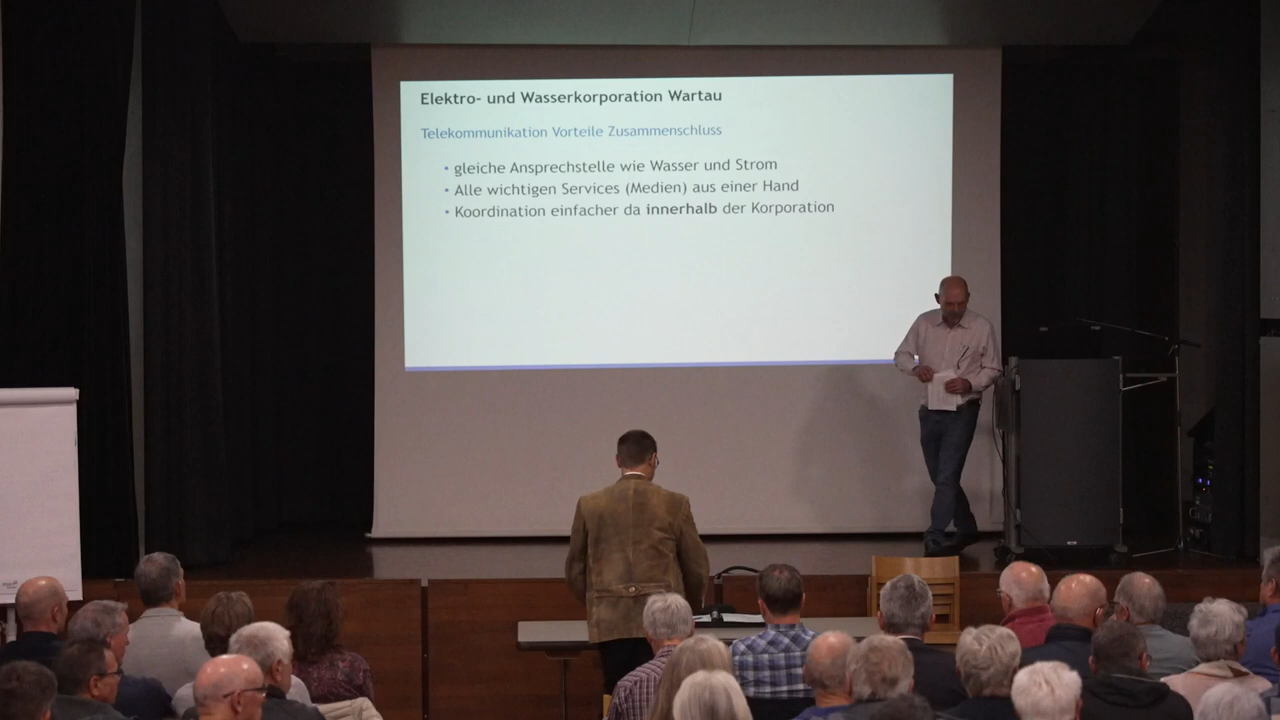 Elektro- und Wasserkorporation Wartau
Telekommunikation Vorteile Zusammenschluss
• gleiche Ansprechstelle wie Wasser und Strom
• Alle wichtigen Services (Medien) aus einer Hand
• Koordination einfacher da innerhalb der Korporation